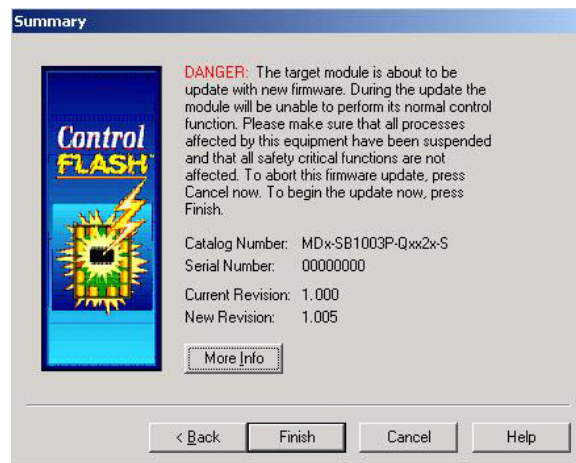 Summary
DANGER: The target module is about to be
update with new firmware. During the update the
module will be unable to perform its normal control
function. Please make sure that all processes
affected by this equipment have been suspended
and that all safety critical functions are not
affected. To abort this firmware update, press
Cancel now. To begin the update now, press
Finish.
Control
FLASH
Catalog Number: MDx-SB1003P-Qxx2x-S
Serial Number: 00000000
Current Revision: 1.000
New Revision: 1.005
More Info
< Back Finish Cancel Help